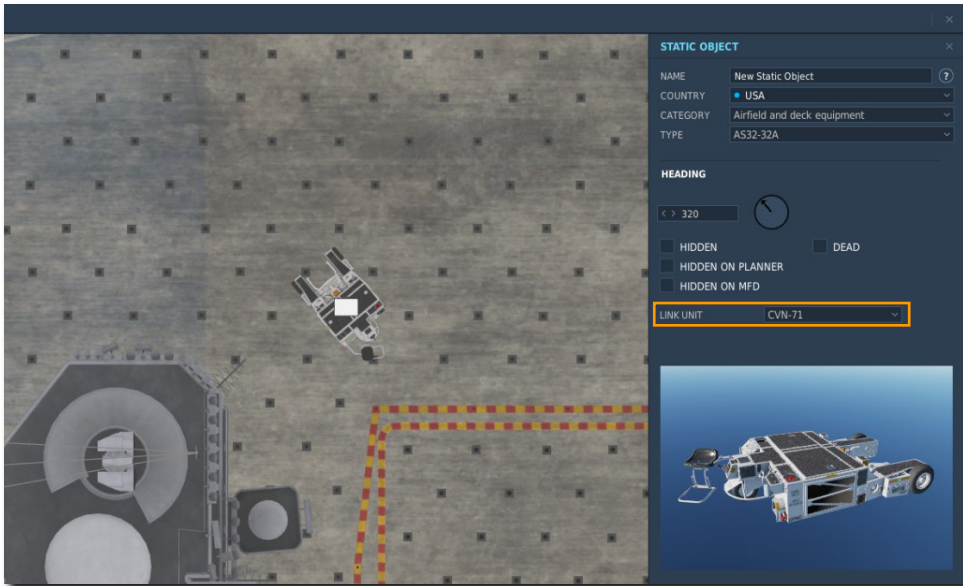 STATIC OBJECT
NAME New Static Object ?
COUNTRY USA
CATEGORY Airfield and deck equipment
TYPE AS32-32A
HEADING
< > 320
HIDDEN DEAD
HIDDEN ON PLANNER
HIDDEN ON MFD
LINK UNIT CVN-71